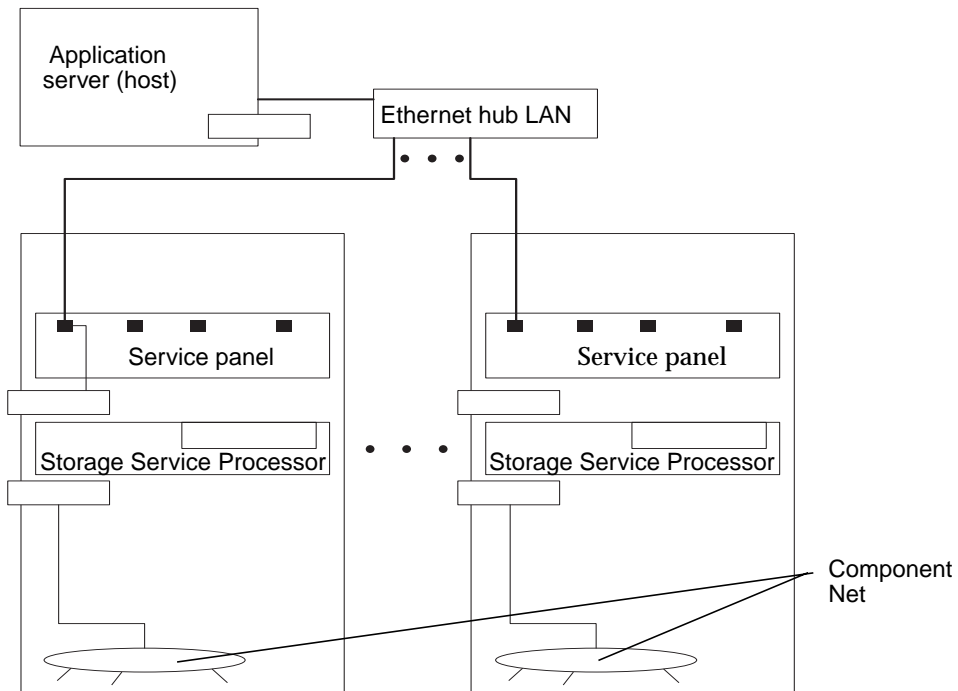 Application
server (host)
Ethernet hub LAN
Service panel
Service panel
Storage Service Processor
Storage Service Processor
Component
Net